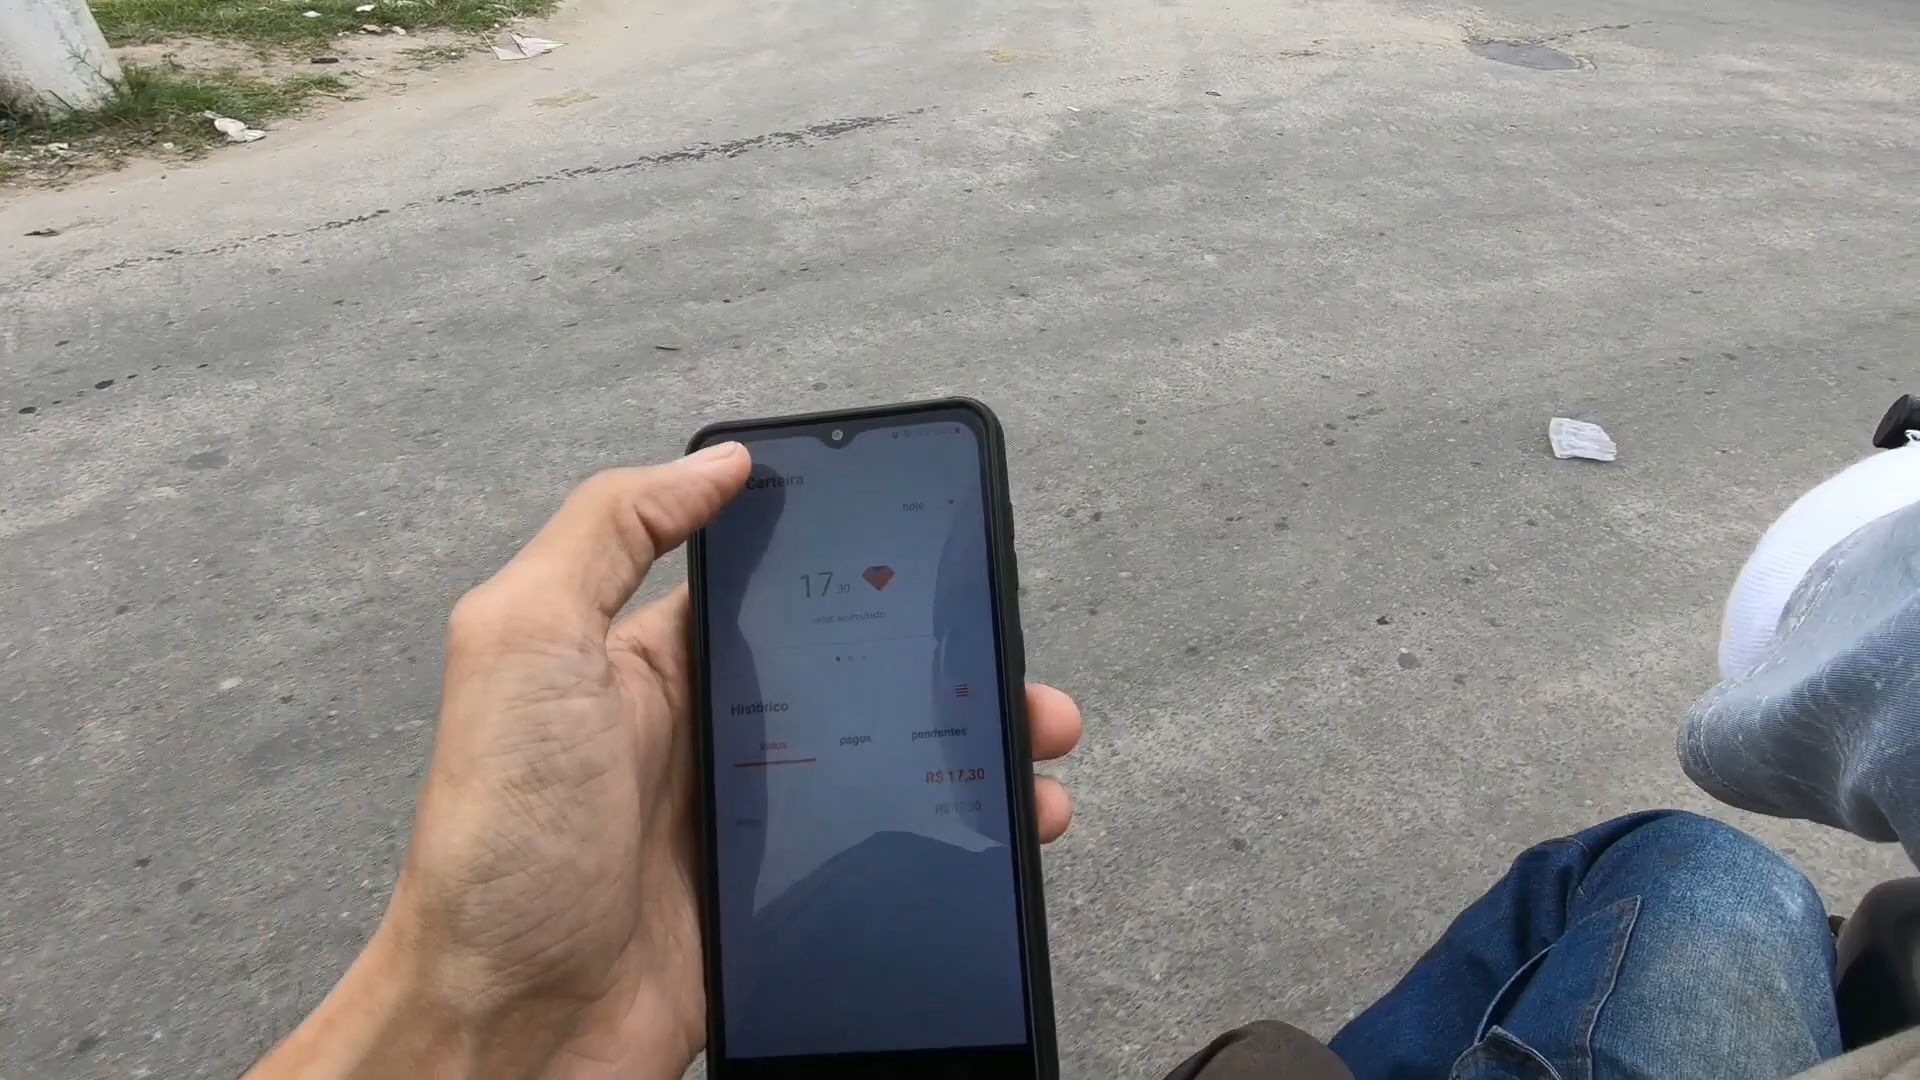 Carteira
hoje
17,30
valor acumulado
Histórico
todos pagos pendentes
R$ 17,30